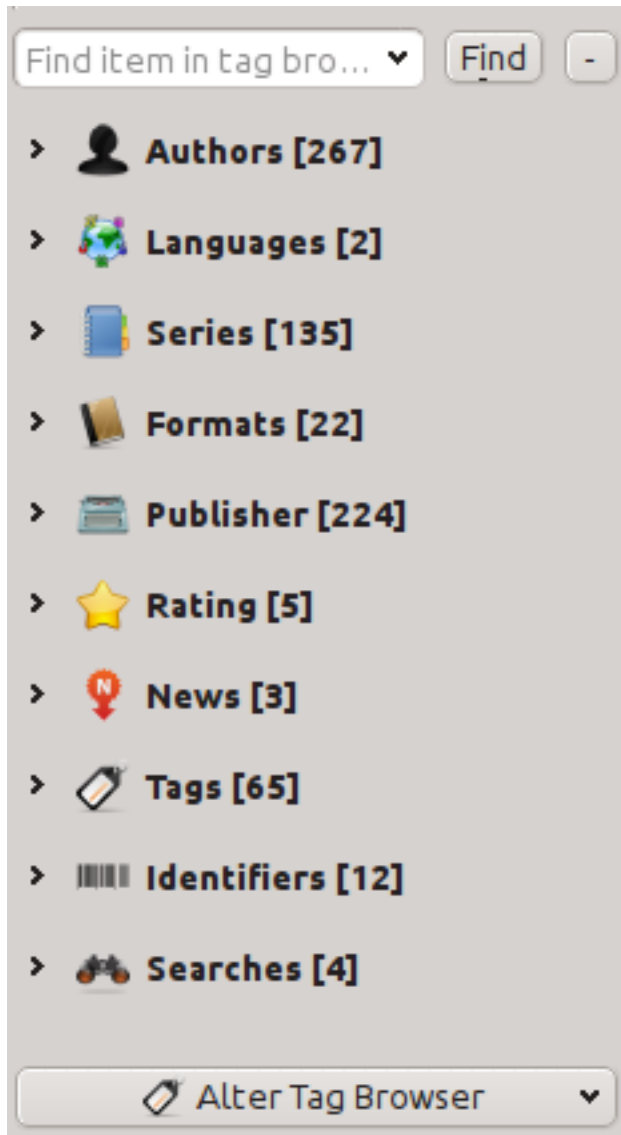 Find item in tag bro... Find -
Authors [267]
Languages [2]
Series [135]
Formats [22]
Publisher [224]
Rating [5]
N
News [3]
Tags [65]
Identifiers [12]
Searches [4]
Alter Tag Browser